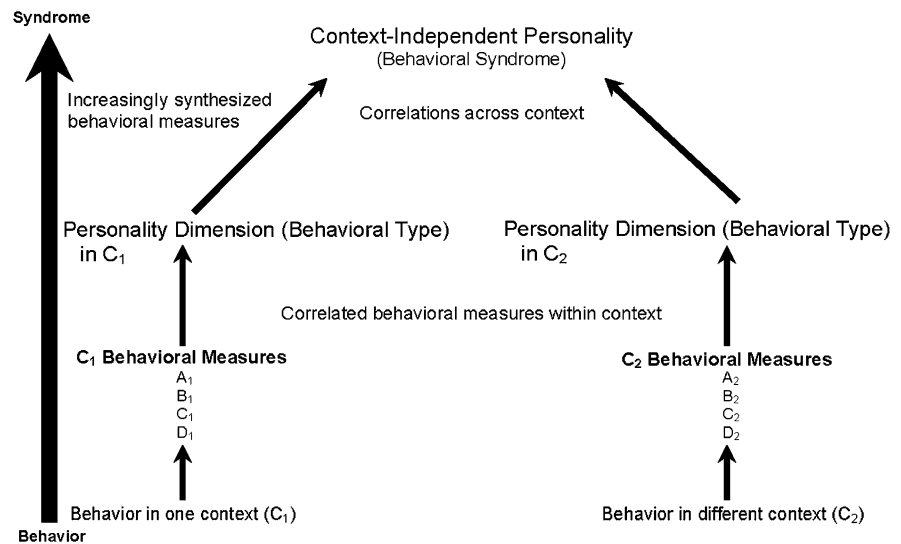 Syndrome
Context-Independent Personality
(Behavioral Syndrome)
Increasingly synthesized
behavioral measures
Correlations across context
Personality Dimension (Behavioral Type)
in C₁
Personality Dimension (Behavioral Type)
in C₂
Correlated behavioral measures within context
C₁ Behavioral Measures
A₁
B₁
C₁
D₁
C₂ Behavioral Measures
A₂
B₂
C₂
D₂
Behavior in one context (C₁)
Behavior in different context (C₂)
Behavior